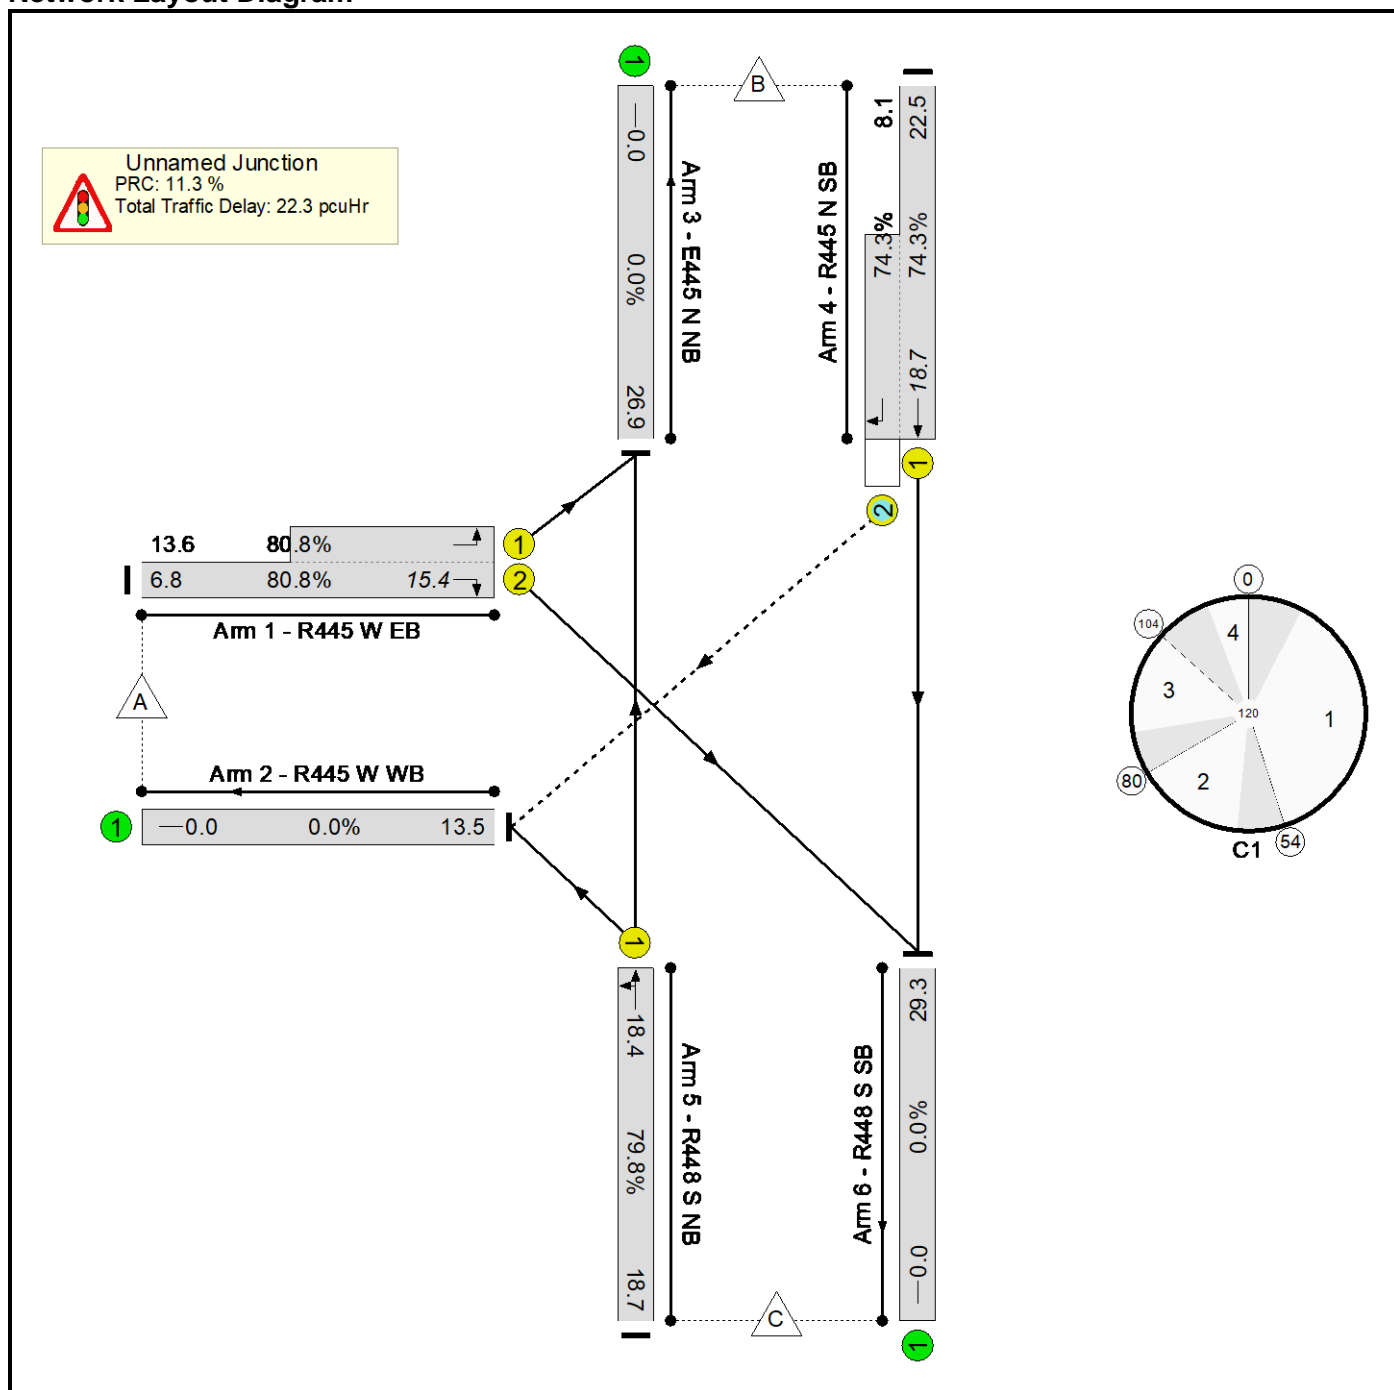 Network Layout Diagram
Unnamed Junction
PRC: 11.3 %
Total Traffic Delay: 22.3 pcuHr
1
0.0
0.0%
26.9
Arm 3 - E445 N NB
B
Arm 4 - R445 N SB
8.1
74.3%
22.5
74.3%
18.7
1
2
13.6
80.8%
1
6.8
80.8%
15.4
2
Arm 1 - R445 W EB
A
Arm 2 - R445 W WB
1
0.0
0.0%
13.5
1
18.4
79.8%
18.7
Arm 5 - R448 S NB
C
Arm 6 - R448 S SB
29.3
0.0%
0.0
1
0
104
4
3
120
1
2
80
54
C1